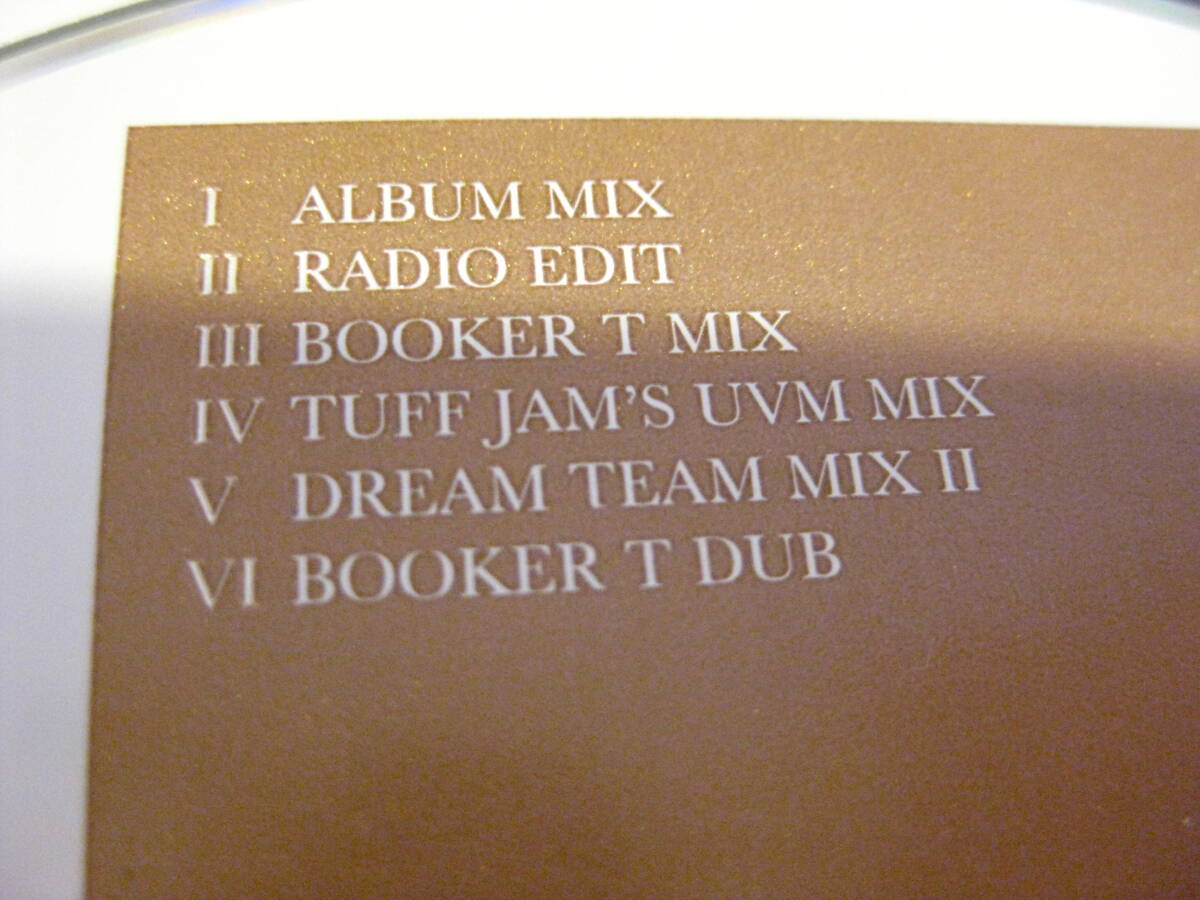 I ALBUM MIX
II RADIO EDIT
III BOOKER T MIX
IV TUFF JAM'S UVM MIX
V DREAM TEAM MIX II
VI BOOKER T DUB